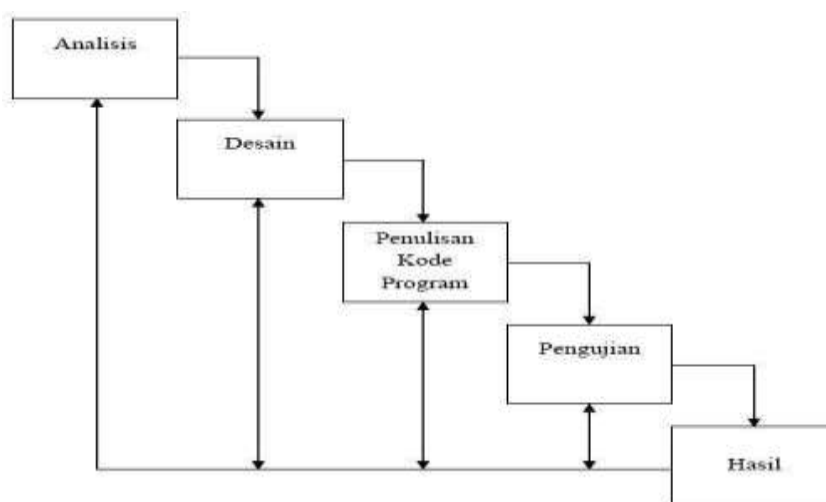 Analisis
Desain
Penulisan
Kode
Program
Pengujian
Hasil